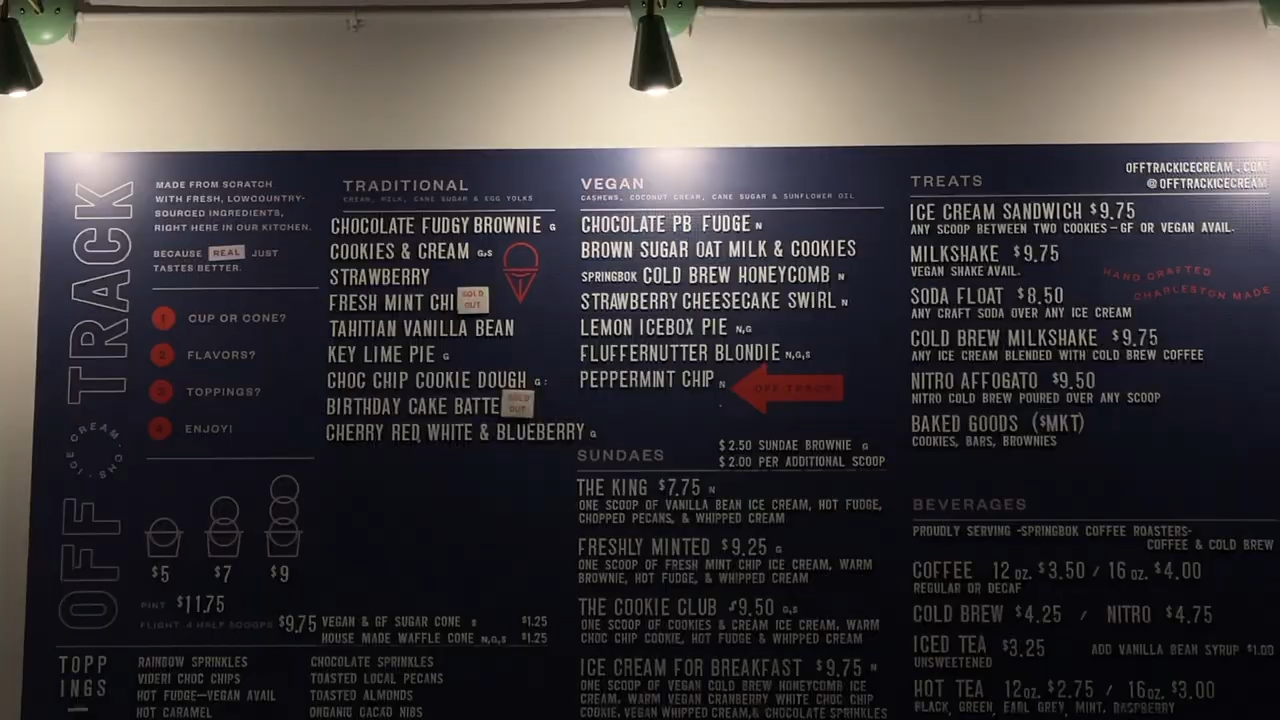 OFF TRACK
ICE CREAM. CHS
MADE FROM SCRATCH
WITH FRESH, LOWCOUNTRY-
SOURCED INGREDIENTS,
RIGHT HERE IN OUR KITCHEN.
BECAUSE REAL JUST
TASTES BETTER.
1 CUP OR CONE?
2 FLAVORS?
3 TOPPINGS?
4 ENJOY!
$5 $7 $9
PINT $11.75
FLIGHT: 4 HALF SCOOPS $9.75
TRADITIONAL
CREAM, MILK, CANE SUGAR & EGG YOLKS
CHOCOLATE FUDGY BROWNIE G
COOKIES & CREAM G,S
STRAWBERRY
FRESH MINT CHI SOLD OUT
TAHITIAN VANILLA BEAN
KEY LIME PIE G
CHOC CHIP COOKIE DOUGH G
BIRTHDAY CAKE BATTE SOLD OUT
CHERRY RED, WHITE & BLUEBERRY G
VEGAN & GF SUGAR CONE S $1.25
HOUSE MADE WAFFLE CONE N,G,S $1.25
TOPP
INGS
RAINBOW SPRINKLES
VIDERI CHOC CHIPS
HOT FUDGE—VEGAN AVAIL
HOT CARAMEL
CHOCOLATE SPRINKLES
TOASTED LOCAL PECANS
TOASTED ALMONDS
ORGANIC CACAO NIBS
VEGAN
CASHEWS, COCONUT CREAM, CANE SUGAR & SUNFLOWER OIL
CHOCOLATE PB FUDGE N
BROWN SUGAR OAT MILK & COOKIES
SPRINGBOK COLD BREW HONEYCOMB N
STRAWBERRY CHEESECAKE SWIRL N
LEMON ICEBOX PIE N,G
FLUFFERNUTTER BLONDIE N,G,S
PEPPERMINT CHIP N
OFF TRACK
SUNDAES
$2.50 SUNDAE BROWNIE G
$2.00 PER ADDITIONAL SCOOP
THE KING $7.75 N
ONE SCOOP OF VANILLA BEAN ICE CREAM, HOT FUDGE,
CHOPPED PECANS, & WHIPPED CREAM
FRESHLY MINTED $9.25 G
ONE SCOOP OF FRESH MINT CHIP ICE CREAM, WARM
BROWNIE, HOT FUDGE, & WHIPPED CREAM
THE COOKIE CLUB $9.50 G,S
ONE SCOOP OF COOKIES & CREAM ICE CREAM, WARM
CHOC CHIP COOKIE, HOT FUDGE & WHIPPED CREAM
ICE CREAM FOR BREAKFAST $9.75 N
ONE SCOOP OF VEGAN COLD BREW HONEYCOMB ICE
CREAM, WARM VEGAN CRANBERRY WHITE CHOC CHIP
COOKIE, VEGAN WHIPPED CREAM,& CHOCOLATE SPRINKLES
OFFTRACKICECREAM.COM
@OFFTRACKICECREAM
TREATS
ICE CREAM SANDWICH $9.75
ANY SCOOP BETWEEN TWO COOKIES-GF OR VEGAN AVAIL.
MILKSHAKE $9.75
VEGAN SHAKE AVAIL.
HAND CRAFTED
CHARLESTON MADE
SODA FLOAT $8.50
ANY CRAFT SODA OVER ANY ICE CREAM
COLD BREW MILKSHAKE $9.75
ANY ICE CREAM BLENDED WITH COLD BREW COFFEE
NITRO AFFOGATO $9.50
NITRO COLD BREW POURED OVER ANY SCOOP
BAKED GOODS ($MKT)
COOKIES, BARS, BROWNIES
BEVERAGES
PROUDLY SERVING -SPRINGBOK COFFEE ROASTERS-
COFFEE & COLD BREW
COFFEE 12 OZ. $3.50 / 16 OZ. $4.00
REGULAR OR DECAF
COLD BREW $4.25 / NITRO $4.75
ICED TEA $3.25 ADD VANILLA BEAN SYRUP $1.00
UNSWEETENED
HOT TEA 12OZ. $2.75 / 16OZ. $3.00
BLACK, GREEN, EARL GREY, MINT, RASPBERRY